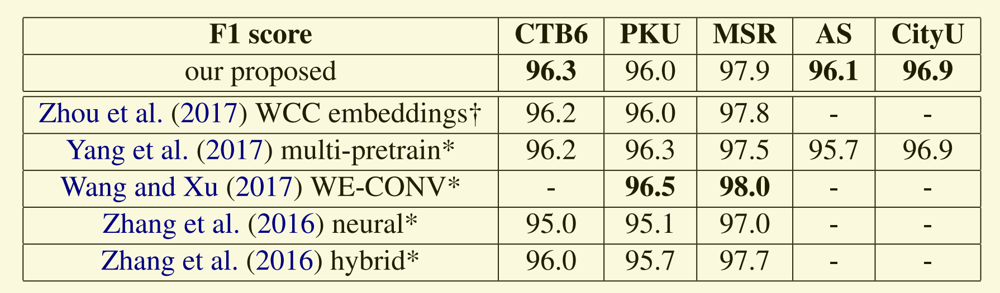 F1 score CTB6 PKU MSR AS CityU
our proposed 96.3 96.0 97.9 96.1 96.9
Zhou et al. (2017) WCC embeddings† 96.2 96.0 97.8 - -
Yang et al. (2017) multi-pretrain* 96.2 96.3 97.5 95.7 96.9
Wang and Xu (2017) WE-CONV* - 96.5 98.0 - -
Zhang et al. (2016) neural* 95.0 95.1 97.0 - -
Zhang et al. (2016) hybrid* 96.0 95.7 97.7 - -